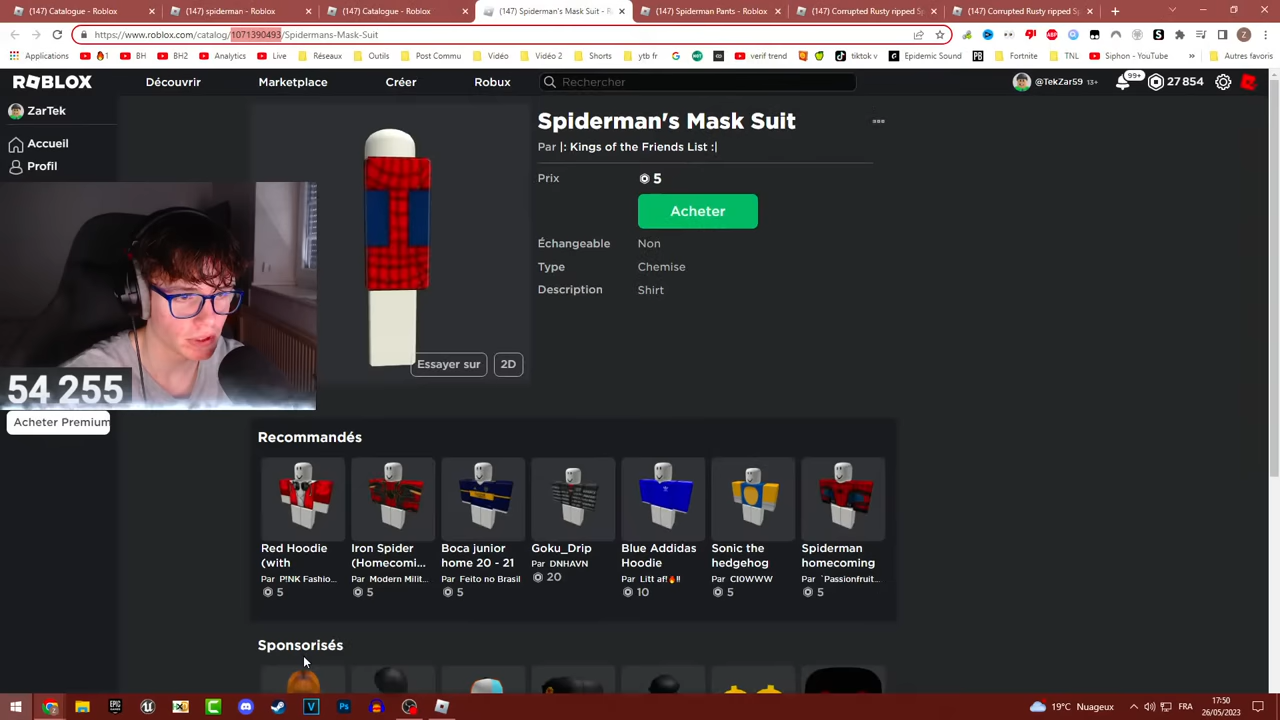 (147) Catalogue - Roblox
(147) spiderman - Roblox
(147) Catalogue - Roblox
(147) Spiderman's Mask Suit - R
(147) Spiderman Pants - Roblox
(147) Corrupted Rusty ripped S
(147) Corrupted Rusty ripped S
https://www.roblox.com/catalog/1071390493/Spidermans-Mask-Suit
Applications
1
BH
BH2
Analytics
Live
Réseaux
Outils
Post Commu
Vidéo
Vidéo 2
Shorts
ytb fr
verif trend
tiktok v
Epidemic Sound
Fortnite
TNL
Siphon - YouTube
»
Autres favoris
ROBLOX
Découvrir
Marketplace
Créer
Robux
Rechercher
@TekZar59 13+
99+
27 854
ZarTek
Accueil
Profil
Acheter Premium
54 255
Spiderman's Mask Suit
Par |: Kings of the Friends List :|
Prix
5
Acheter
Échangeable
Non
Type
Chemise
Description
Shirt
Essayer sur
2D
Recommandés
Red Hoodie (with
Par P!NK Fashio...
5
Iron Spider (Homecomi...
Par Modern Milit...
5
Boca junior home 20 - 21
Par Feito no Brasil
5
Goku_Drip
Par DNHAVN
20
Blue Addidas Hoodie
Par Litt af!🔥!!
10
Sonic the hedgehog
Par CI0WWW
5
Spiderman homecoming
Par `Passionfruit...
5
Sponsorisés
19°C Nuageux
FR
17:50
26/05/2023